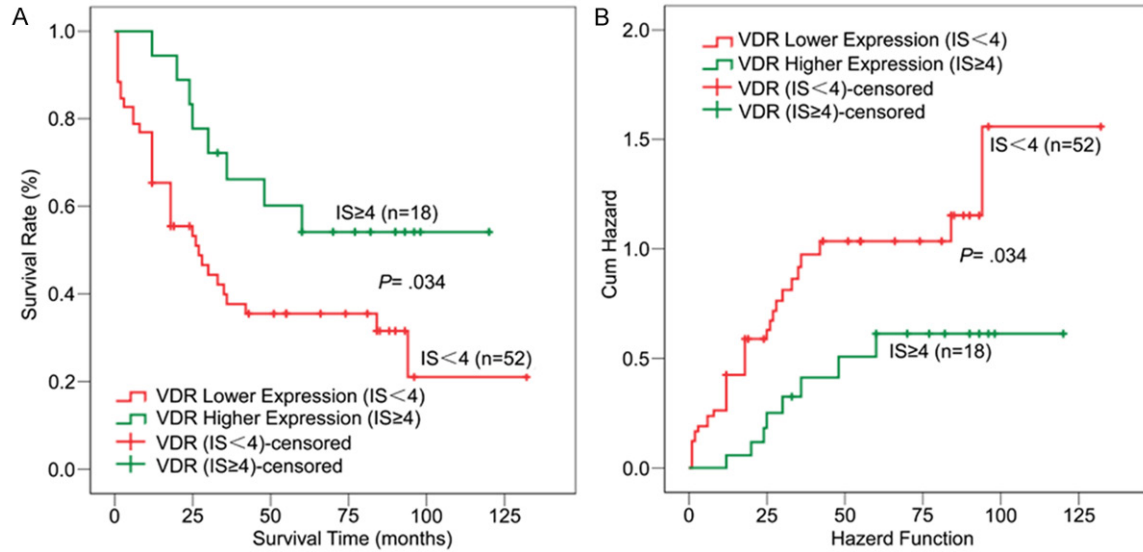 A
Survival Rate (%)
1.0
0.8
0.6
0.4
0.2
0.0
IS≥4 (n=18)
P= .034
IS<4 (n=52)
VDR Lower Expression (IS<4)
VDR Higher Expression (IS≥4)
VDR (IS<4)-censored
VDR (IS≥4)-censored
0 25 50 75 100 125
Survival Time (months)
B
Cum Hazard
2.0
1.5
1.0
0.5
0.0
VDR Lower Expression (IS<4)
VDR Higher Expression (IS≥4)
VDR (IS<4)-censored
VDR (IS≥4)-censored
IS<4 (n=52)
P= .034
IS≥4 (n=18)
0 25 50 75 100 125
Hazerd Function